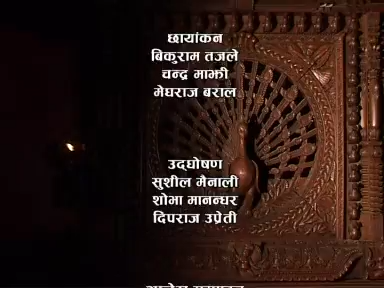 छायांकन
बिकुराम तजले
चन्द्र माझी
मेघराज बराल
उद्घोषण
सुशील मैनाली
शोभा मानन्धर
दिपराज उप्रेती